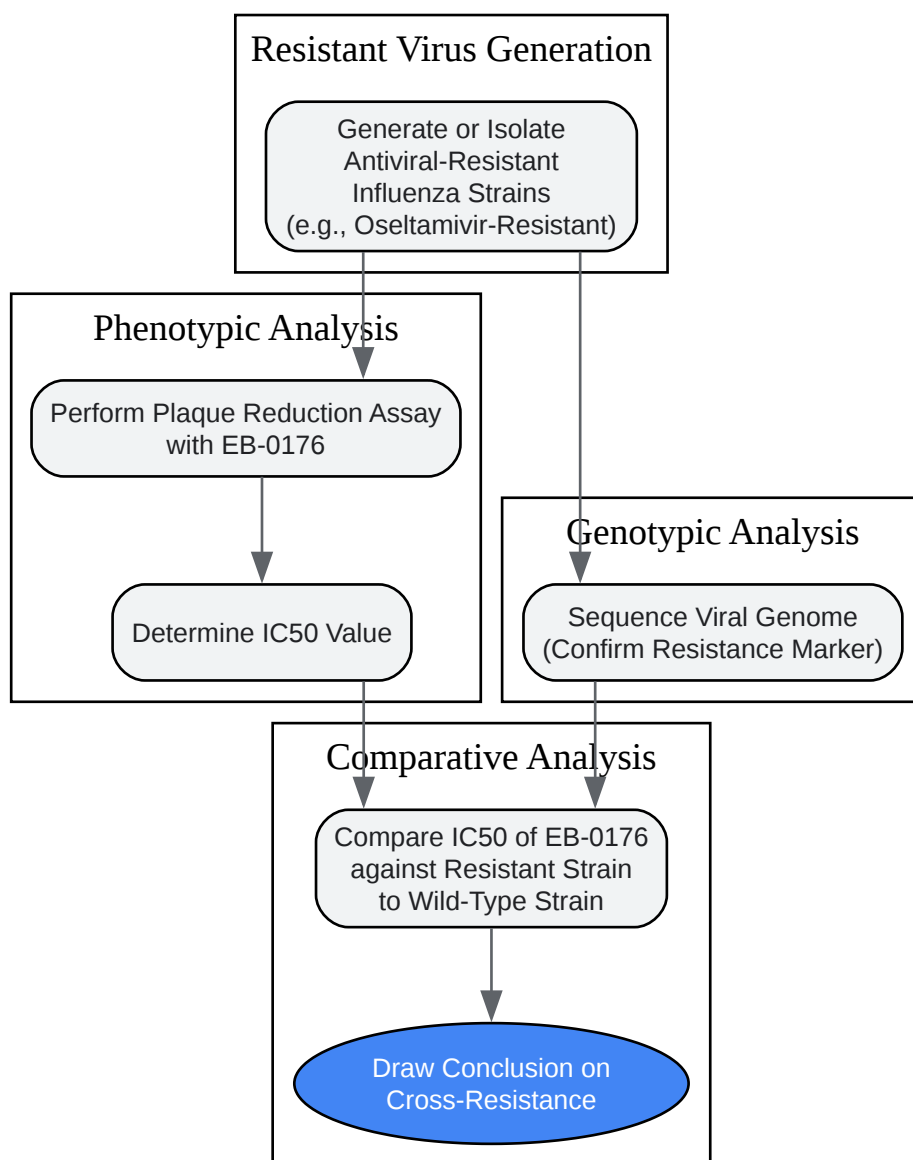 Resistant Virus Generation
Generate or Isolate
Antiviral-Resistant
Influenza Strains
(e.g., Oseltamivir-Resistant)
Phenotypic Analysis
Perform Plaque Reduction Assay
with EB-0176
Determine IC50 Value
Genotypic Analysis
Sequence Viral Genome
(Confirm Resistance Marker)
Comparative Analysis
Compare IC50 of EB-0176
against Resistant Strain
to Wild-Type Strain
Draw Conclusion on
Cross-Resistance